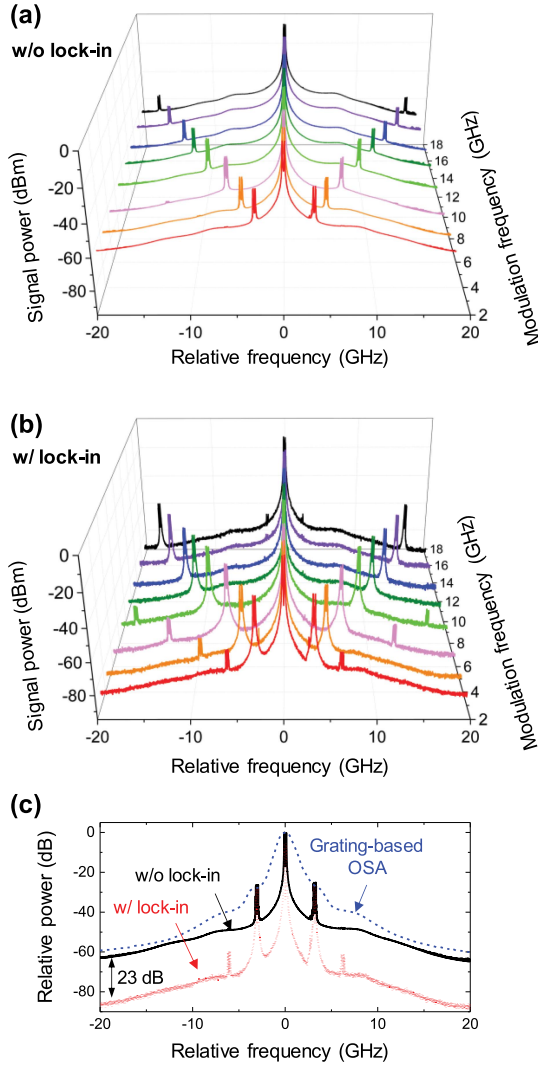 (a)
w/o lock-in
Signal power (dBm)
0
-20
-40
-60
-80
-20
-10
0
10
20
Relative frequency (GHz)
2
4
6
8
10
12
14
16
18
Modulation frequency (GHz)
(b)
w/ lock-in
Signal power (dBm)
0
-20
-40
-60
-80
-20
-10
0
10
20
Relative frequency (GHz)
2
4
6
8
10
12
14
16
18
Modulation frequency (GHz)
(c)
Relative power (dB)
0
-20
-40
-60
-80
w/o lock-in
Grating-based
OSA
w/ lock-in
23 dB
-20
-10
0
10
20
Relative frequency (GHz)